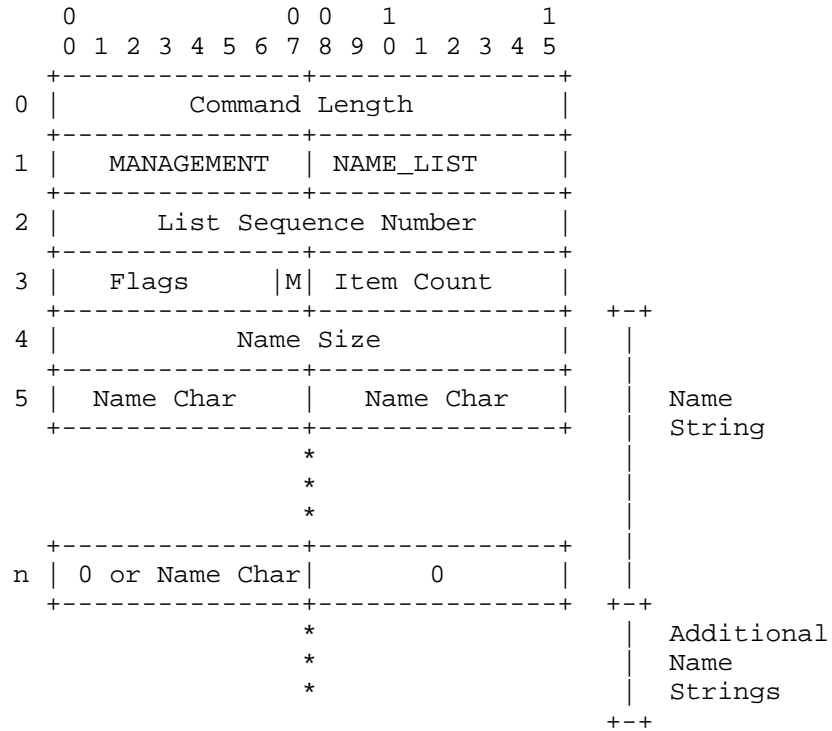 0             0 0   1         1
     0 1 2 3 4 5 6 7 8 9 0 1 2 3 4 5
    +---------------+---------------+
  0 |        Command Length         |
    +---------------+---------------+
  1 |   MANAGEMENT  | NAME_LIST     |
    +---------------+---------------+
  2 |      List Sequence Number     |
    +---------------+---------------+
  3 |   Flags     |M| Item Count    |
    +---------------+---------------+  +-+
  4 |           Name Size           |   |
    +---------------+---------------+   |
  5 |  Name Char    |   Name Char   |   |  Name
    +---------------+---------------+   |  String
                    *                   |
                    *                   |
                    *                   |
    +---------------+---------------+   |
  n | 0 or Name Char|       0       |   |
    +---------------+---------------+  +-+
                    *                   |  Additional
                    *                   |  Name
                    *                   |  Strings
                                       +-+